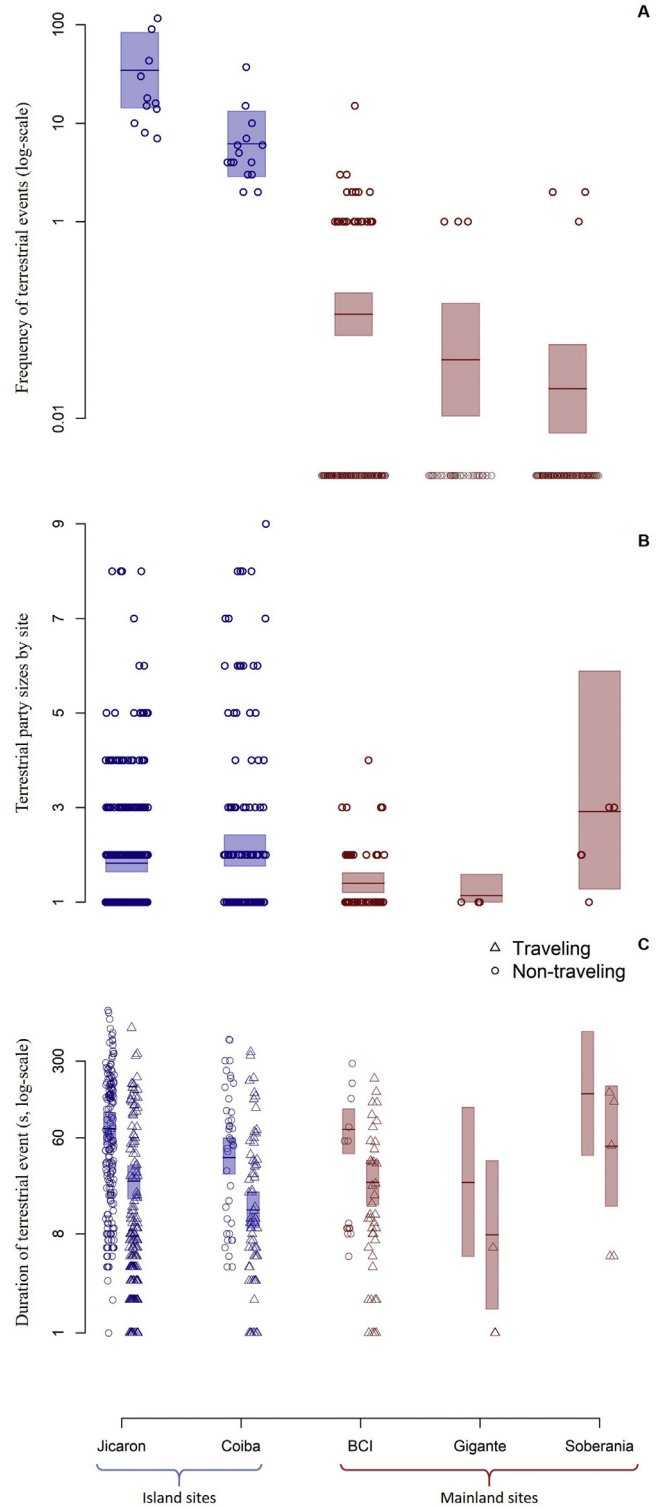 A
Frequency of terrestrial events (log-scale)
100
10
1
0.01
B
Terrestrial party sizes by site
9
7
5
3
1
C
△ Traveling
○ Non-traveling
Duration of terrestrial event (s, log-scale)
300
60
8
1
Jicaron Coiba BCI Gigante Soberania
Island sites Mainland sites